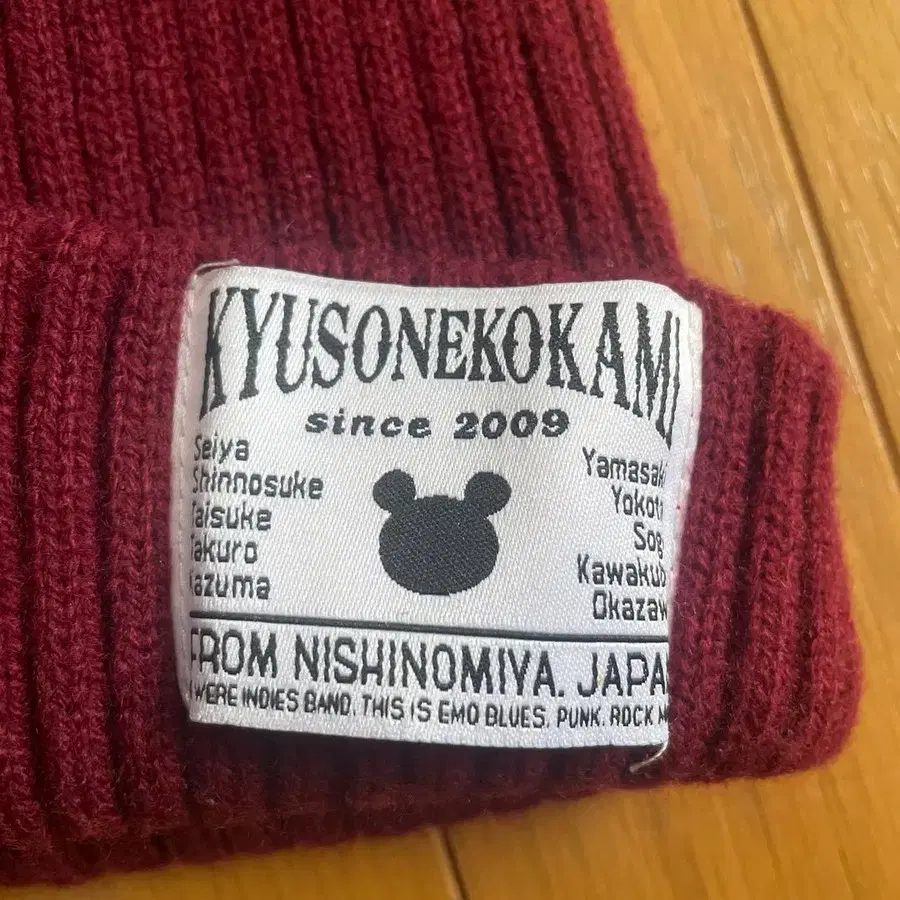 KYUSONEKOKAMI
since 2009
Seiya Yamasaki
Shinnosuke Yokota
Taisuke Sog
Takuro Kawakub
Kazuma Okazaw
FROM NISHINOMIYA. JAPA
WERE INDIES BAND. THIS IS EMO BLUES. PUNK. ROCK